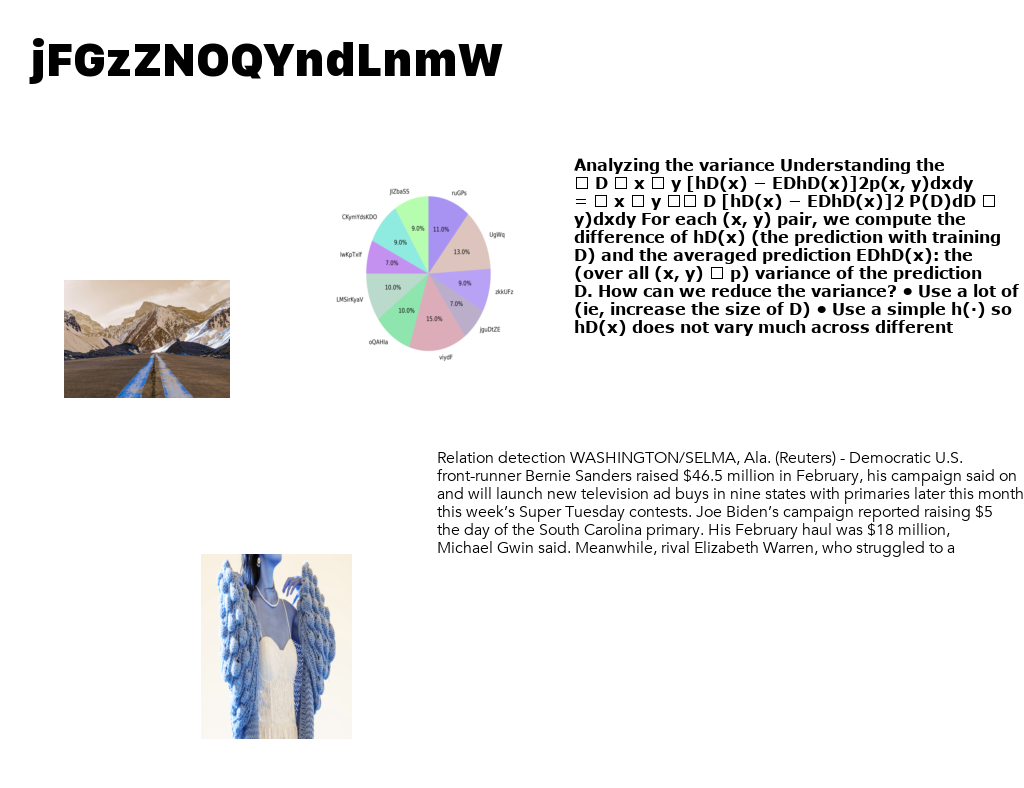 jFGzZNOQYndLnmW
Analyzing the variance Understanding the
□ D □ x □ y [hD(x) − EDhD(x)]2p(x, y)dxdy
= □ x □ y □□ D [hD(x) − EDhD(x)]2 P(D)dD □
y)dxdy For each (x, y) pair, we compute the
difference of hD(x) (the prediction with training
D) and the averaged prediction EDhD(x): the
(over all (x, y) □ p) variance of the prediction
D. How can we reduce the variance? • Use a lot of
(ie, increase the size of D) • Use a simple h(·) so
hD(x) does not vary much across different
JlZbaSS
ruGPs
CKymYdsKDO
9.0%
11.0%
UgWq
9.0%
13.0%
lwKpTxlf
7.0%
9.0%
zkkUFz
LMSlrKyaV
10.0%
7.0%
10.0%
15.0%
jguDtZE
oQAHla
viydF
Relation detection WASHINGTON/SELMA, Ala. (Reuters) - Democratic U.S.
front-runner Bernie Sanders raised $46.5 million in February, his campaign said on
and will launch new television ad buys in nine states with primaries later this month
this week’s Super Tuesday contests. Joe Biden’s campaign reported raising $5
the day of the South Carolina primary. His February haul was $18 million,
Michael Gwin said. Meanwhile, rival Elizabeth Warren, who struggled to a